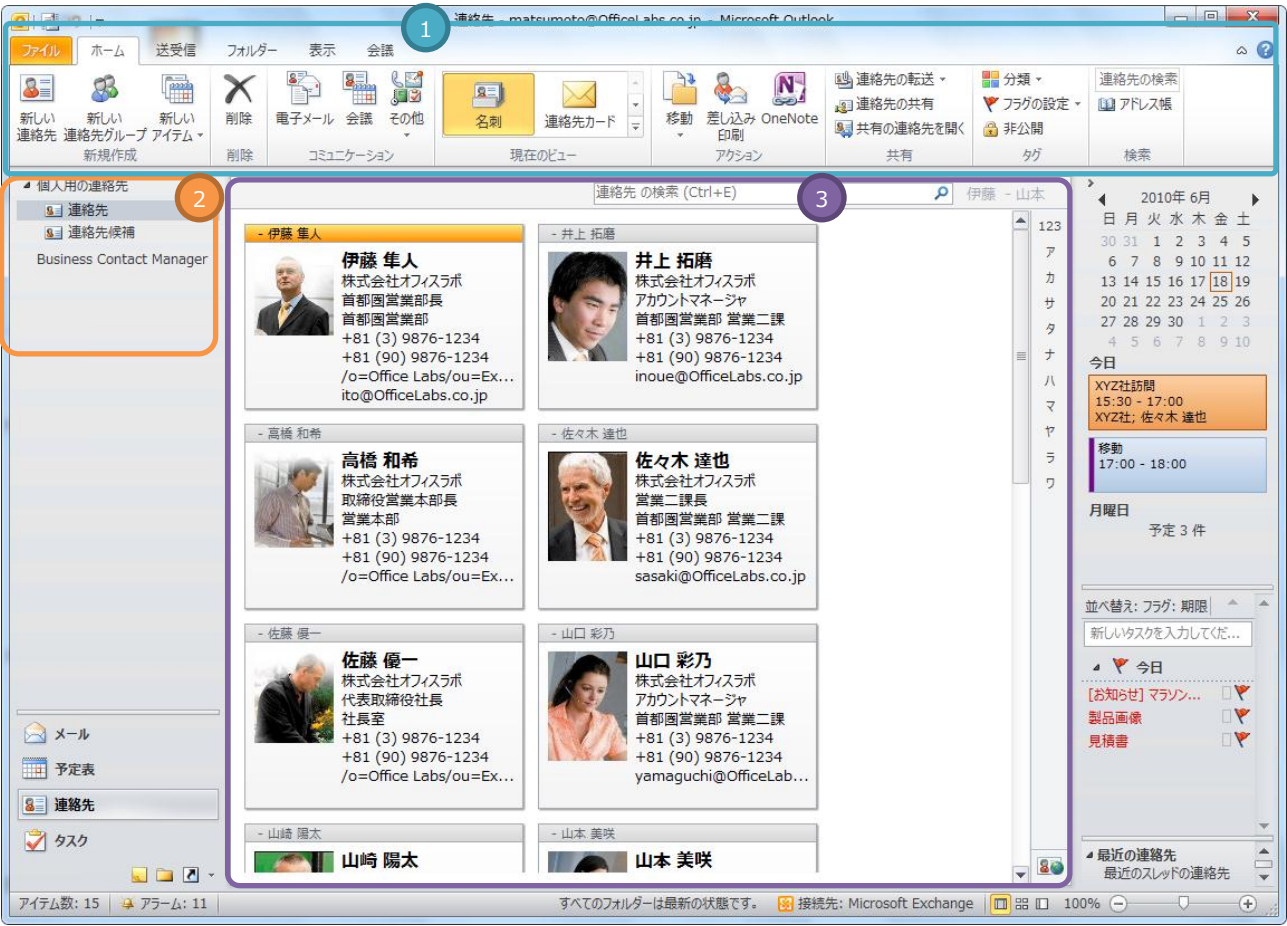 連絡先 - matsumoto@OfficeLabs.co.jp - Microsoft Outlook
1
ファイル ホーム 送受信 フォルダー 表示 会議
新しい連絡先
新しい連絡先グループ
新しいアイテム
新規作成
削除
削除
電子メール 会議 その他
コミュニケーション
名刺 連絡先カード
現在のビュー
移動 差し込み印刷 OneNote
アクション
連絡先の転送
連絡先の共有
共有の連絡先を開く
共有
分類
フラグの設定
非公開
タグ
連絡先の検索
アドレス帳
検索
2
個人用の連絡先
連絡先
連絡先候補
Business Contact Manager
メール
予定表
連絡先
タスク
3
連絡先 の検索 (Ctrl+E)
伊藤 - 山本
- 伊藤 隼人
伊藤 隼人
株式会社オフィスラボ
首都圏営業部長
首都圏営業部
+81 (3) 9876-1234
+81 (90) 9876-1234
/o=Office Labs/ou=Ex...
ito@OfficeLabs.co.jp
- 井上 拓磨
井上 拓磨
株式会社オフィスラボ
アカウントマネージャ
首都圏営業部 営業二課
+81 (3) 9876-1234
+81 (90) 9876-1234
inoue@OfficeLabs.co.jp
- 高橋 和希
高橋 和希
株式会社オフィスラボ
取締役営業本部長
営業本部
+81 (3) 9876-1234
+81 (90) 9876-1234
/o=Office Labs/ou=Ex...
- 佐々木 達也
佐々木 達也
株式会社オフィスラボ
営業二課長
首都圏営業部 営業二課
+81 (3) 9876-1234
+81 (90) 9876-1234
sasaki@OfficeLabs.co.jp
- 佐藤 優一
佐藤 優一
株式会社オフィスラボ
代表取締役社長
社長室
+81 (3) 9876-1234
+81 (90) 9876-1234
/o=Office Labs/ou=Ex...
- 山口 彩乃
山口 彩乃
株式会社オフィスラボ
アカウントマネージャ
首都圏営業部 営業二課
+81 (3) 9876-1234
+81 (90) 9876-1234
yamaguchi@OfficeLab...
- 山崎 陽太
山崎 陽太
- 山本 美咲
山本 美咲
123
ア
カ
サ
タ
ナ
ハ
マ
ヤ
ラ
ワ
2010年 6月
日 月 火 水 木 金 土
30 31 1 2 3 4 5
6 7 8 9 10 11 12
13 14 15 16 17 18 19
20 21 22 23 24 25 26
27 28 29 30 1 2 3
4 5 6 7 8 9 10
今日
XYZ社訪問
15:30 - 17:00
XYZ社; 佐々木 達也
移動
17:00 - 18:00
月曜日
予定 3 件
並べ替え: フラグ: 期限
新しいタスクを入力してくだ...
今日
[お知らせ] マラソン...
製品画像
見積書
最近の連絡先
最近のスレッドの連絡先
アイテム数: 15 アラーム: 11 すべてのフォルダーは最新の状態です。 接続先: Microsoft Exchange 100%